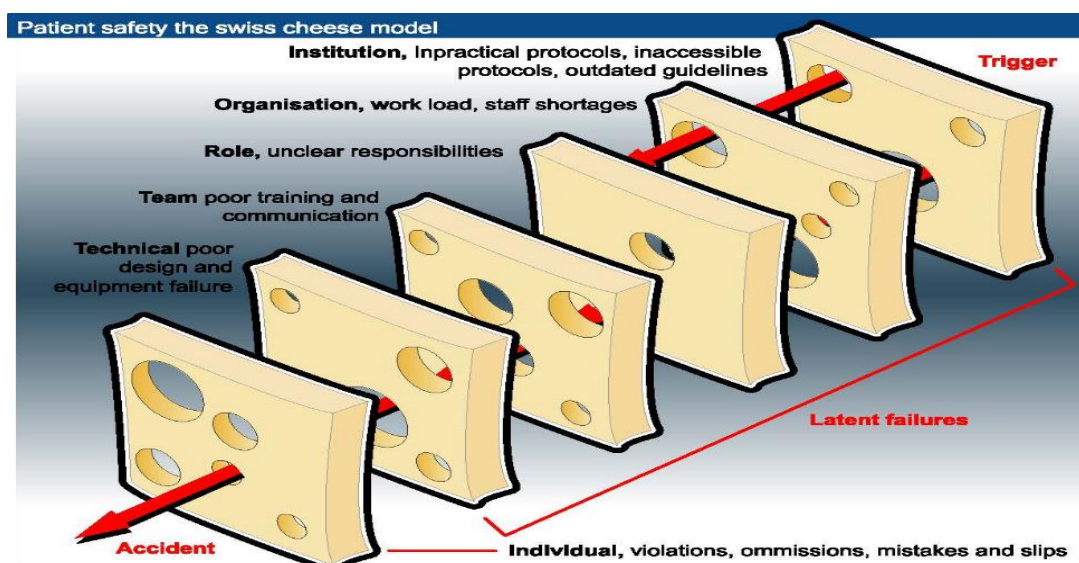 Patient safety the swiss cheese model
Institution, Inpractical protocols, inaccessible
protocols, outdated guidelines
Trigger
Organisation, work load, staff shortages
Role, unclear responsibilities
Team poor training and
communication
Technical poor
design and
equipment failure
Latent failures
Accident
Individual, violations, ommissions, mistakes and slips